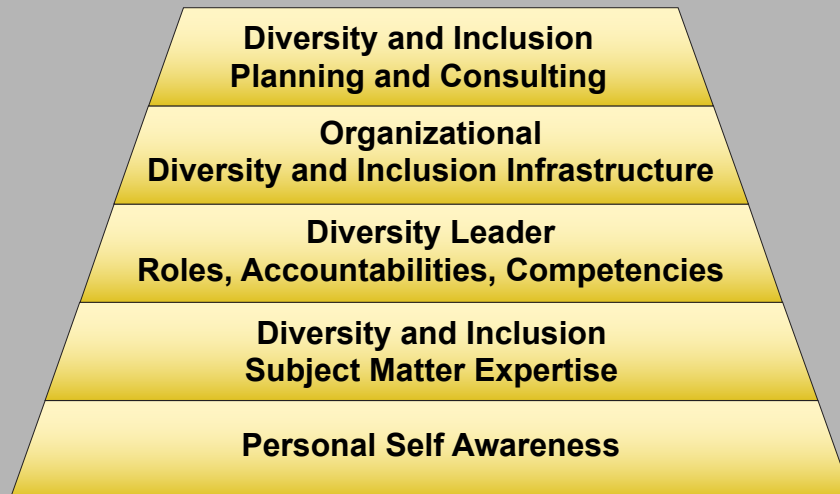 Diversity and Inclusion
Planning and Consulting
Organizational
Diversity and Inclusion Infrastructure
Diversity Leader
Roles, Accountabilities, Competencies
Diversity and Inclusion
Subject Matter Expertise
Personal Self Awareness